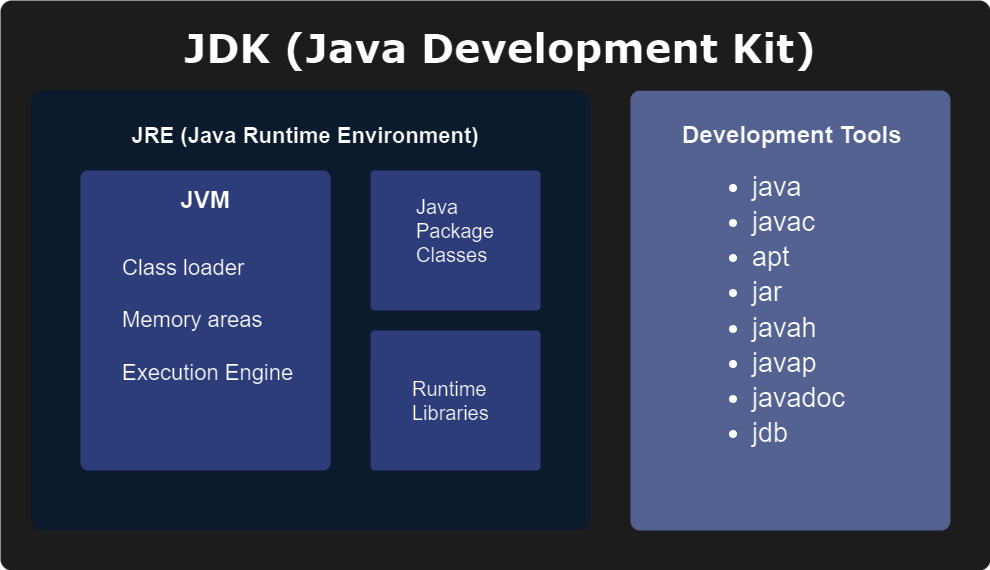 JDK (Java Development Kit)
JRE (Java Runtime Environment)
JVM
Class loader
Memory areas
Execution Engine
Java
Package
Classes
Runtime
Libraries
Development Tools
• java
• javac
• apt
• jar
• javah
• javap
• javadoc
• jdb